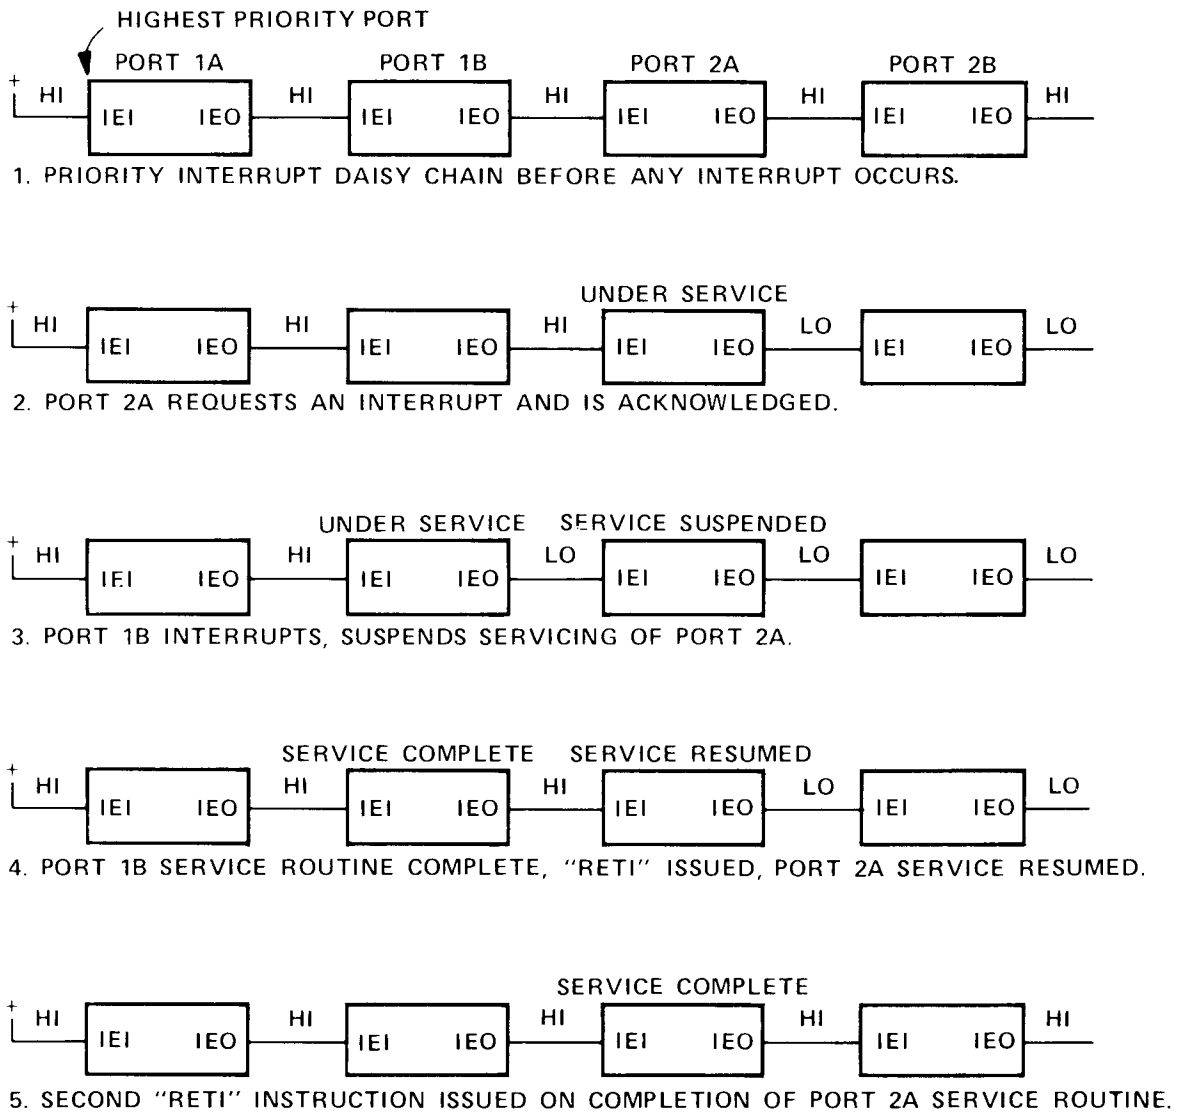 HIGHEST PRIORITY PORT
PORT 1A PORT 1B PORT 2A PORT 2B
+ HI HI HI HI HI
IEI IEO IEI IEO IEI IEO IEI IEO
1. PRIORITY INTERRUPT DAISY CHAIN BEFORE ANY INTERRUPT OCCURS.
UNDER SERVICE
+ HI HI HI LO LO
IEI IEO IEI IEO IEI IEO IEI IEO
2. PORT 2A REQUESTS AN INTERRUPT AND IS ACKNOWLEDGED.
UNDER SERVICE SERVICE SUSPENDED
+ HI HI LO LO LO
IEI IEO IEI IEO IEI IEO IEI IEO
3. PORT 1B INTERRUPTS, SUSPENDS SERVICING OF PORT 2A.
SERVICE COMPLETE SERVICE RESUMED
+ HI HI HI LO LO
IEI IEO IEI IEO IEI IEO IEI IEO
4. PORT 1B SERVICE ROUTINE COMPLETE, "RETI" ISSUED, PORT 2A SERVICE RESUMED.
SERVICE COMPLETE
+ HI HI HI HI HI
IEI IEO IEI IEO IEI IEO IEI IEO
5. SECOND "RETI" INSTRUCTION ISSUED ON COMPLETION OF PORT 2A SERVICE ROUTINE.